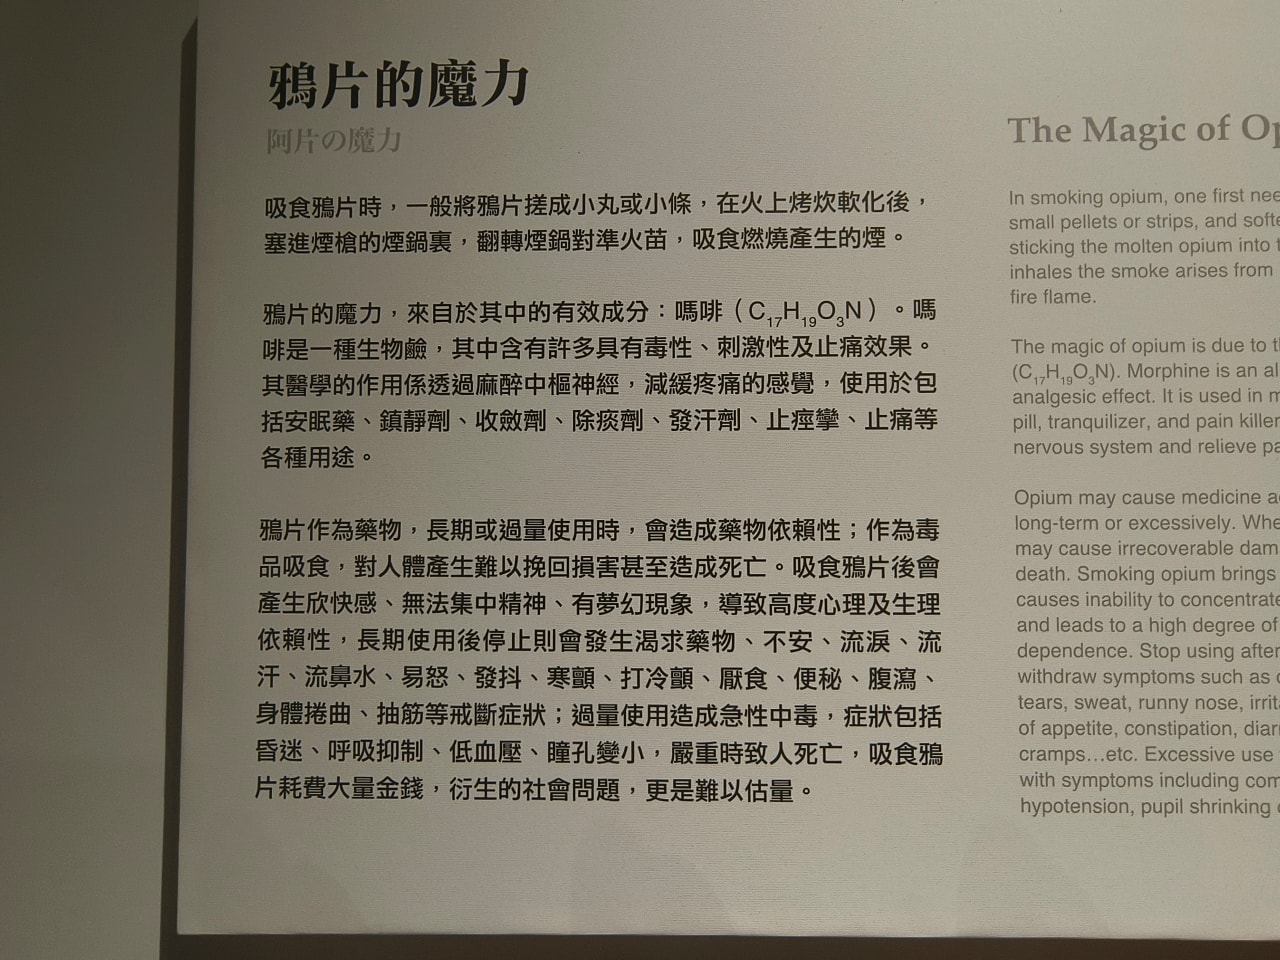 鴉片的魔力
阿片の魔力
吸食鴉片時，一般將鴉片搓成小丸或小條，在火上烤炊軟化後，
塞進煙槍的煙鍋裏，翻轉煙鍋對準火苗，吸食燃燒產生的煙。
鴉片的魔力，來自於其中的有效成分：嗎啡（C₁₇H₁₉O₃N）。嗎
啡是一種生物鹼，其中含有許多具有毒性、刺激性及止痛效果。
其醫學的作用係透過麻醉中樞神經，減緩疼痛的感覺，使用於包
括安眠藥、鎮靜劑、收斂劑、除痰劑、發汗劑、止痙攣、止痛等
各種用途。
鴉片作為藥物，長期或過量使用時，會造成藥物依賴性；作為毒
品吸食，對人體產生難以挽回損害甚至造成死亡。吸食鴉片後會
產生欣快感、無法集中精神、有夢幻現象，導致高度心理及生理
依賴性，長期使用後停止則會發生渴求藥物、不安、流淚、流
汗、流鼻水、易怒、發抖、寒顫、打冷顫、厭食、便秘、腹瀉、
身體捲曲、抽筋等戒斷症狀；過量使用造成急性中毒，症狀包括
昏迷、呼吸抑制、低血壓、瞳孔變小，嚴重時致人死亡，吸食鴉
片耗費大量金錢，衍生的社會問題，更是難以估量。
The Magic of Op
In smoking opium, one first nee
small pellets or strips, and softe
sticking the molten opium into t
inhales the smoke arises from
fire flame.
The magic of opium is due to th
(C₁₇H₁₉O₃N). Morphine is an al
analgesic effect. It is used in m
pill, tranquilizer, and pain killer
nervous system and relieve pa
Opium may cause medicine ad
long-term or excessively. Whe
may cause irrecoverable dam
death. Smoking opium brings
causes inability to concentrate
and leads to a high degree of
dependence. Stop using after
withdraw symptoms such as c
tears, sweat, runny nose, irrita
of appetite, constipation, diarr
cramps…etc. Excessive use
with symptoms including com
hypotension, pupil shrinking